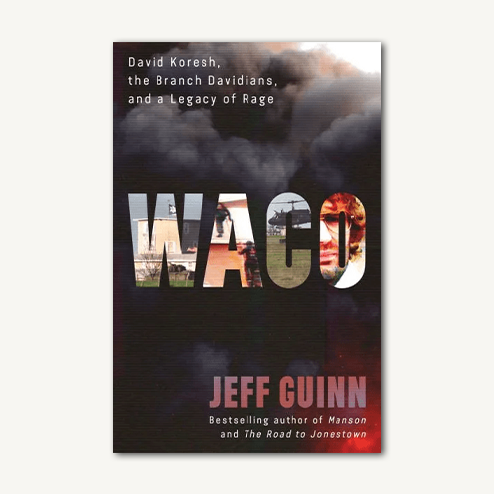 David Koresh,
the Branch Davidians,
and a Legacy of Rage
WACO
JEFF GUINN
Bestselling author of Manson
and The Road to Jonestown